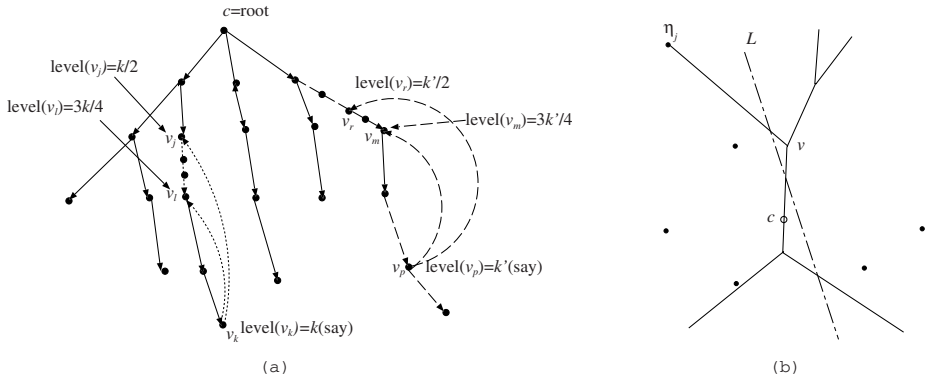 c=root
level(v_j)=k/2
level(v_l)=3k/4
v_j
v_l
level(v_r)=k'/2
v_r
v_m
level(v_m)=3k'/4
v_p
level(v_p)=k'(say)
v_k
level(v_k)=k(say)
(a)
η_j
L
v
c
(b)